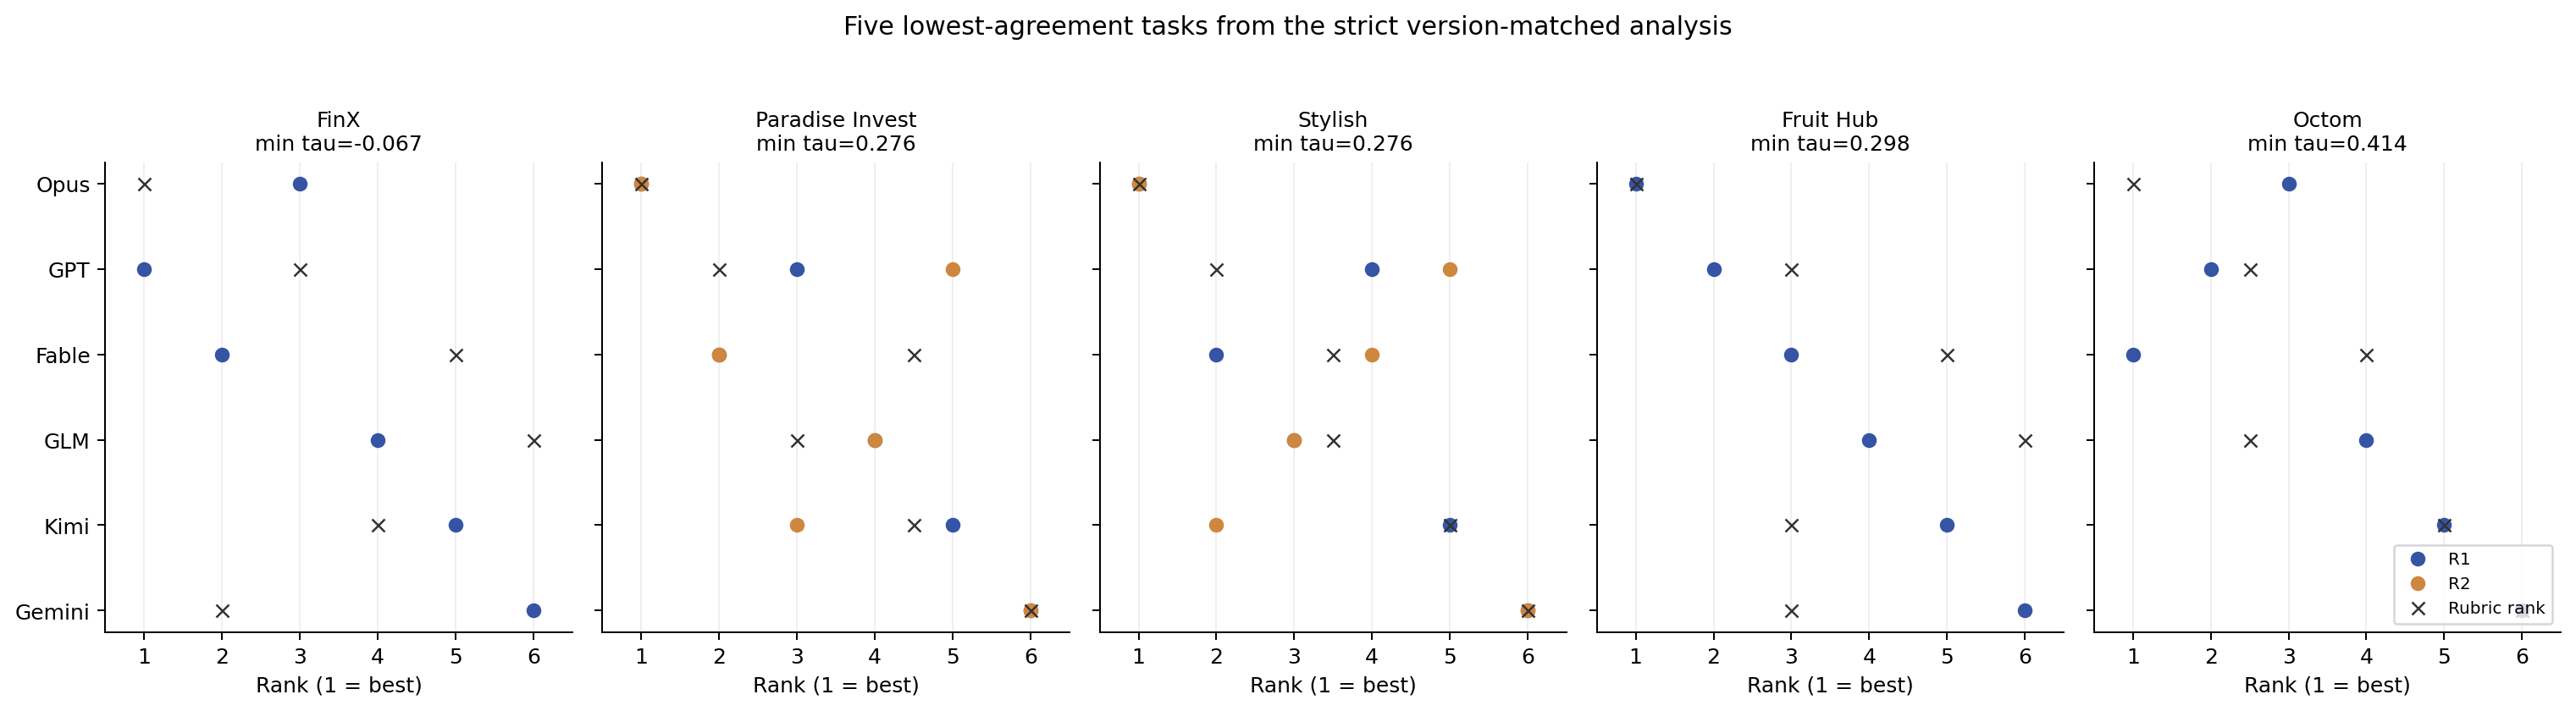 Five lowest-agreement tasks from the strict version-matched analysis
FinX
min tau=-0.067
Paradise Invest
min tau=0.276
Stylish
min tau=0.276
Fruit Hub
min tau=0.298
Octom
min tau=0.414
Opus
GPT
Fable
GLM
Kimi
Gemini
R1
R2
Rubric rank
1 2 3 4 5 6
1 2 3 4 5 6
1 2 3 4 5 6
1 2 3 4 5 6
1 2 3 4 5 6
Rank (1 = best)
Rank (1 = best)
Rank (1 = best)
Rank (1 = best)
Rank (1 = best)